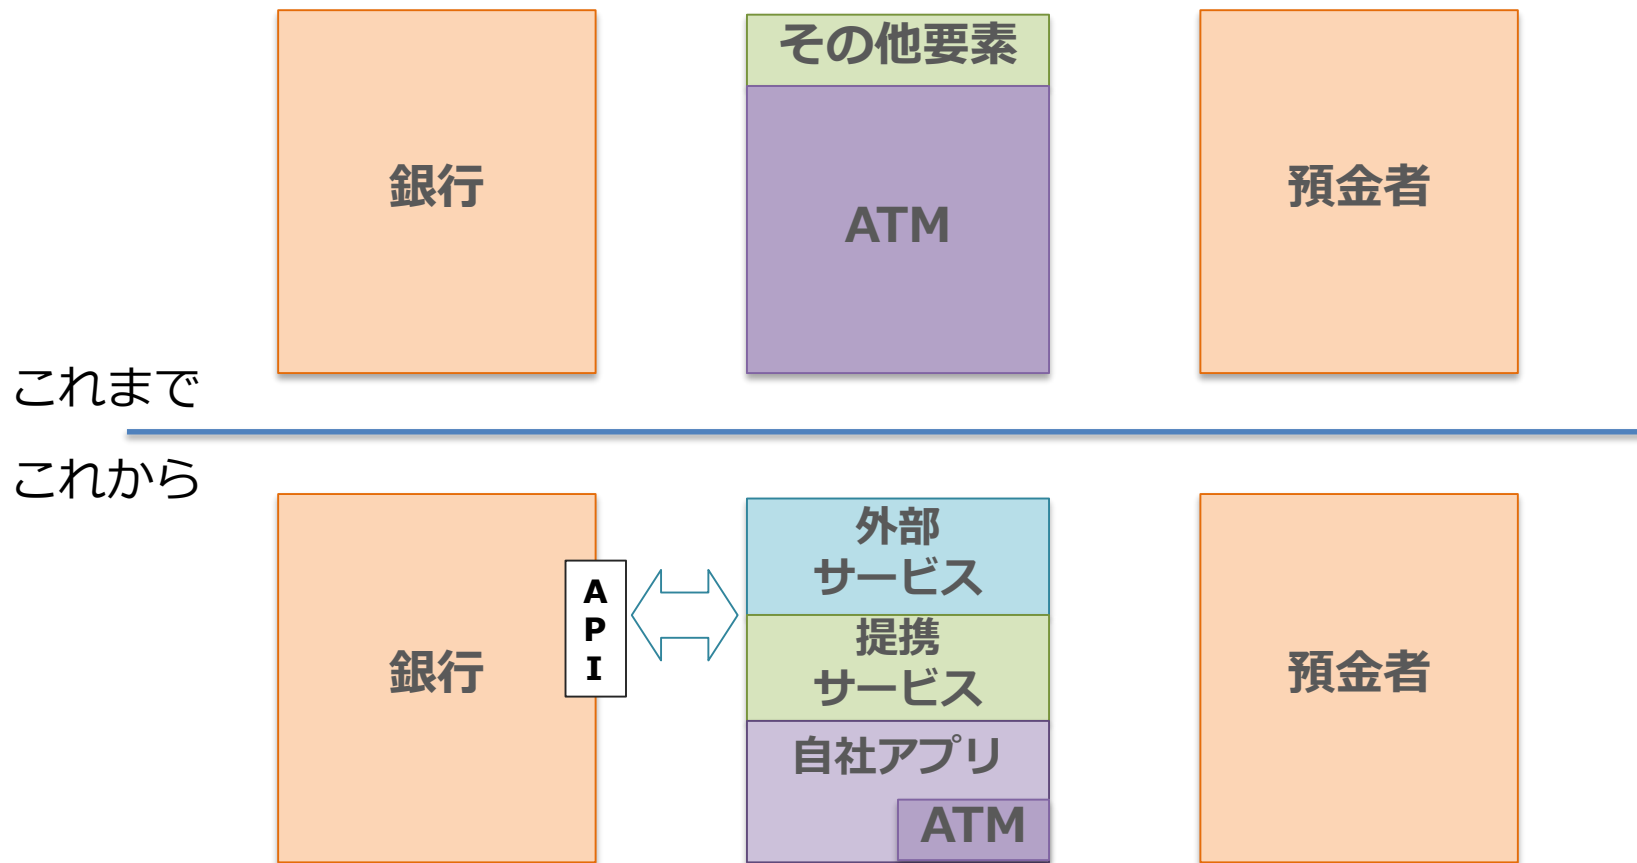 その他要素
銀行
ATM
預金者
これまで
これから
銀行
A
P
I
外部
サービス
提携
サービス
自社アプリ
ATM
預金者